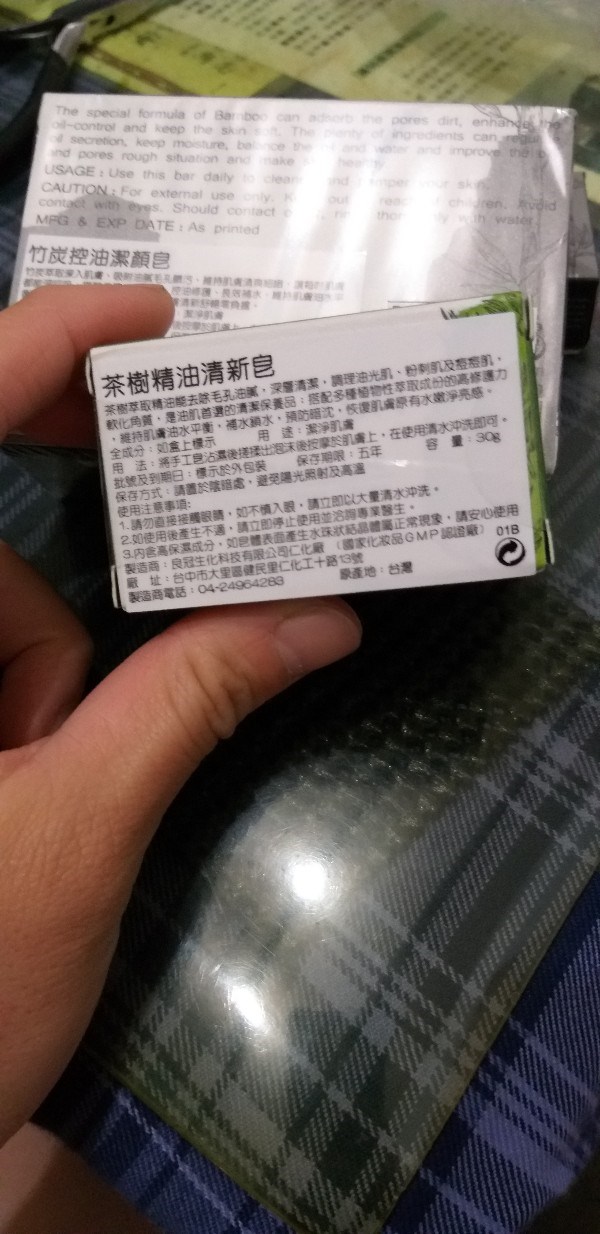 The special formula of Bamboo can adsorb the pores dirt, enhance the
oil-control and keep the skin soft. The plenty of ingredients can
oil secretion, keep moisture, balance the oil and water and improve the
and pores rough situation and make healthy
USAGE : Use this bar daily to and your skin.
CAUTION : For external use only. out reach of children. Avoid
contact with eyes. Should contact with water.
MFG & EXP DATE : As printed
竹炭控油潔顏皂
潔淨肌膚
茶樹精油清新皂
茶樹萃取精油能去除毛孔油膩，深層清潔，調理油光肌、粉刺肌及痘痘肌，
軟化角質，是油肌首選的清潔保養品；搭配多種植物性萃取成份的高修護力
，維持肌膚油水平衡，補水鎖水，預防暗沈，恢復肌膚原有水嫩淨亮感。
全成分：如盒上標示 用 途：潔淨肌膚
用 法：將手工皂沾濕後搓揉出泡沫後按摩於肌膚上，在使用清水沖洗即可。
批號及到期日：標示於外包裝 保存期限：五年 容 量：30g
保存方式：請置於陰暗處，避受陽光照射及高溫
使用注意事項：
1.請勿直接接觸眼睛，如不慎入眼，請立即以大量清水沖洗。
2.如使用後產生不適，請立即停止使用並洽詢專業醫生。
3.內含高保濕成分，如皂體表面產生水珠狀結晶體屬正常現象，請安心使用
製造商：良冠生化科技有限公司仁化廠 （國家化妝品GMP認證廠） 01B
廠 址：台中市大里區健民里仁化工十路13號
製造商電話：04-24964283 原產地：台灣